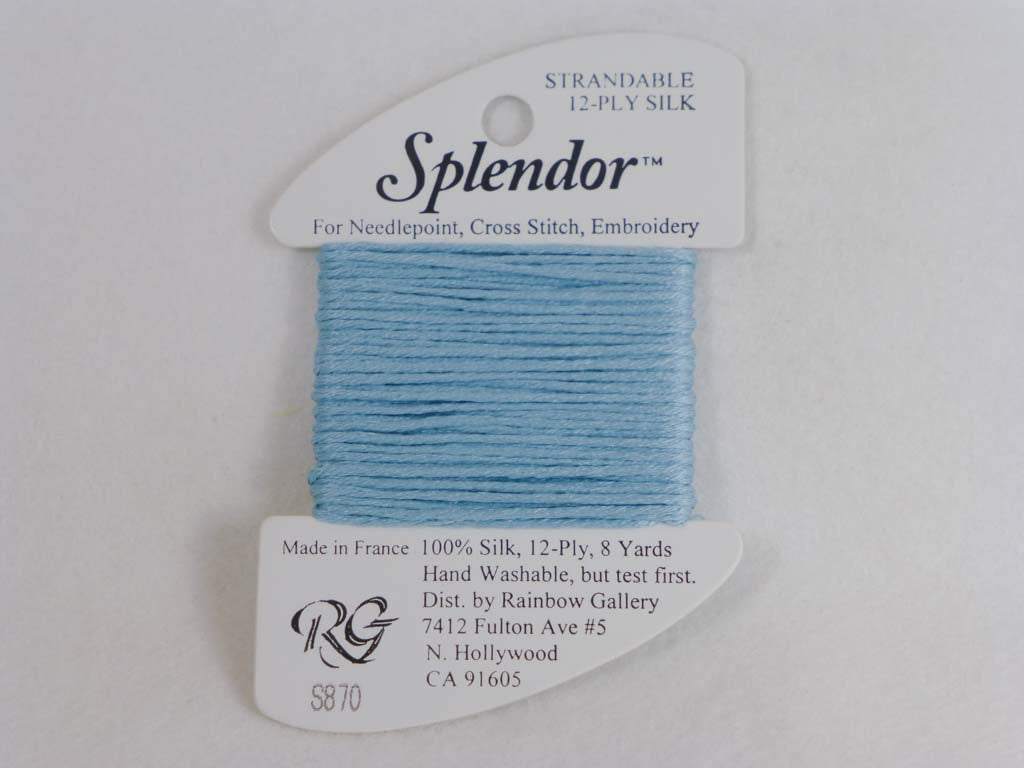 STRANDABLE
12-PLY SILK
Splendor™
For Needlepoint, Cross Stitch, Embroidery
Made in France
100% Silk, 12-Ply, 8 Yards
Hand Washable, but test first.
Dist. by Rainbow Gallery
7412 Fulton Ave #5
N. Hollywood
CA 91605
RG
S870